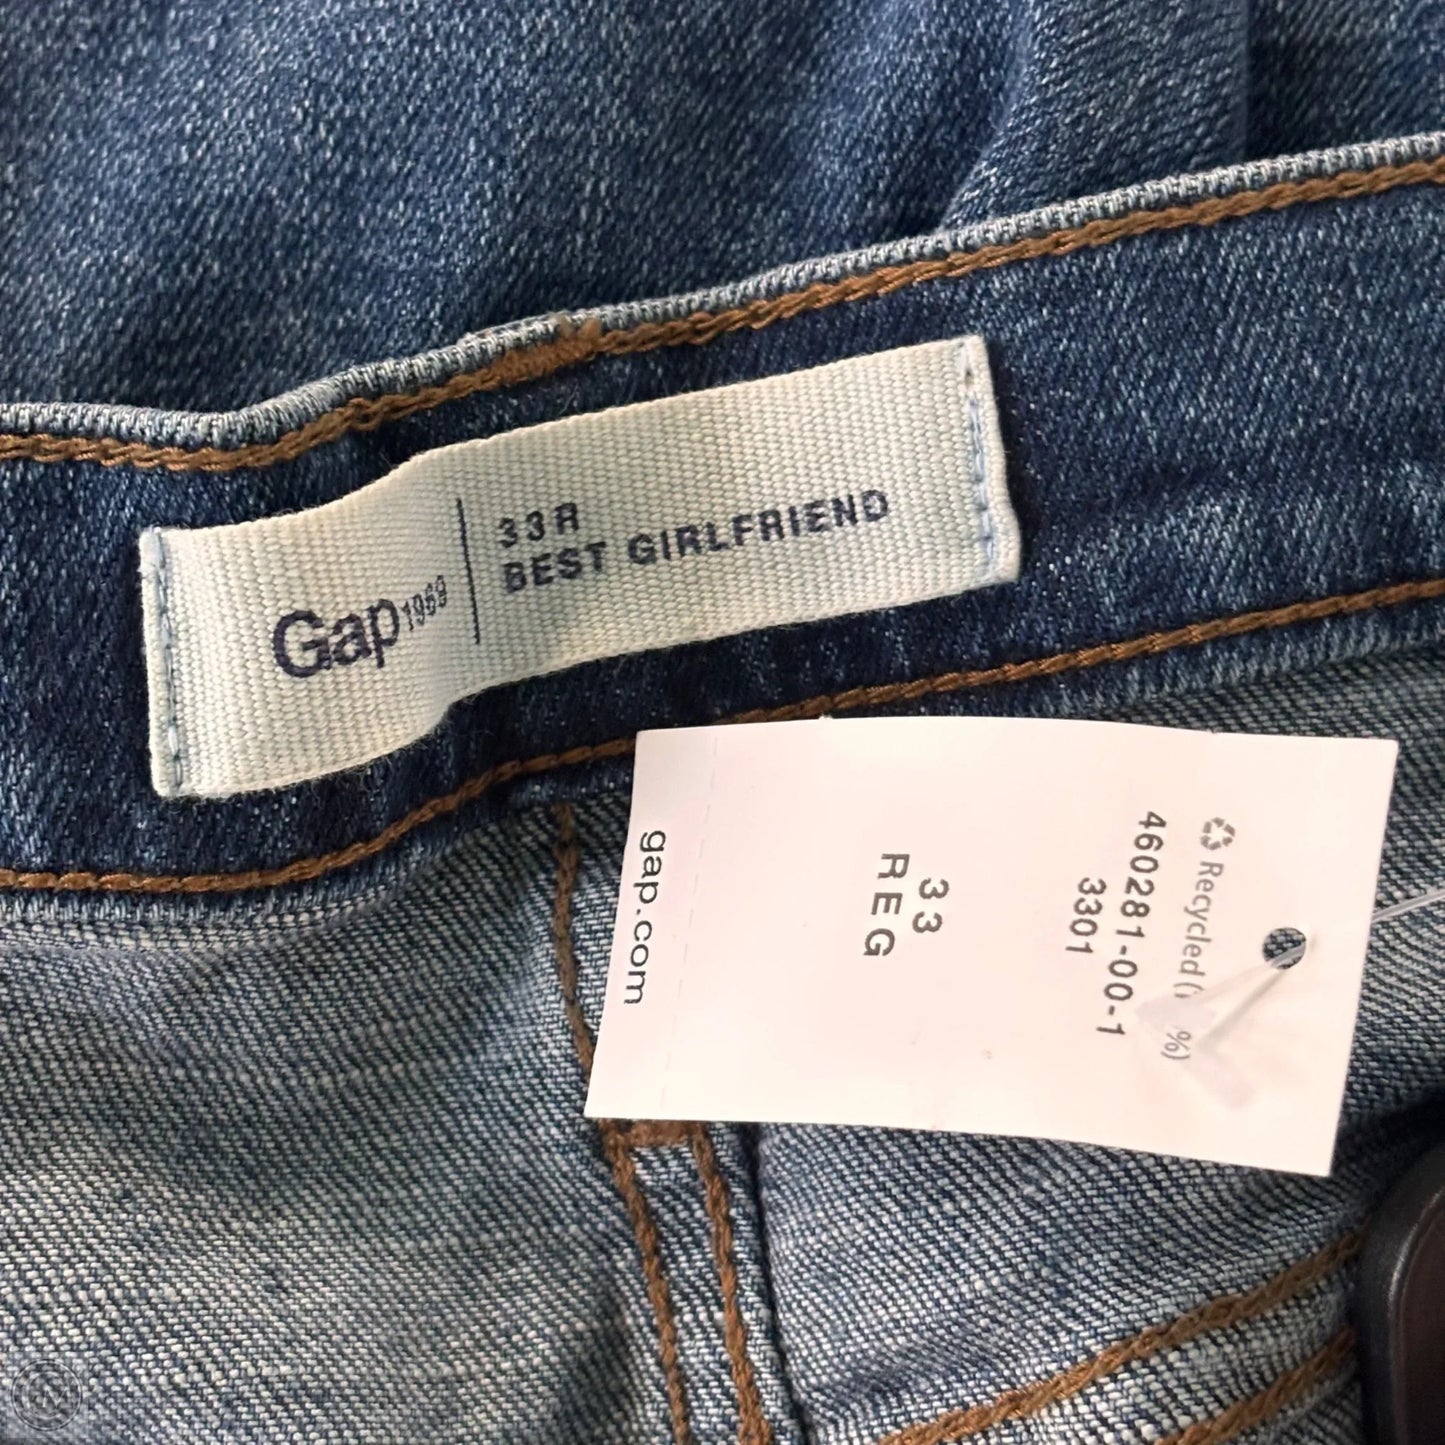 Gap 1969
33R
BEST GIRLFRIEND
Recycled
460281-00-1
3301
33
REG
gap.com